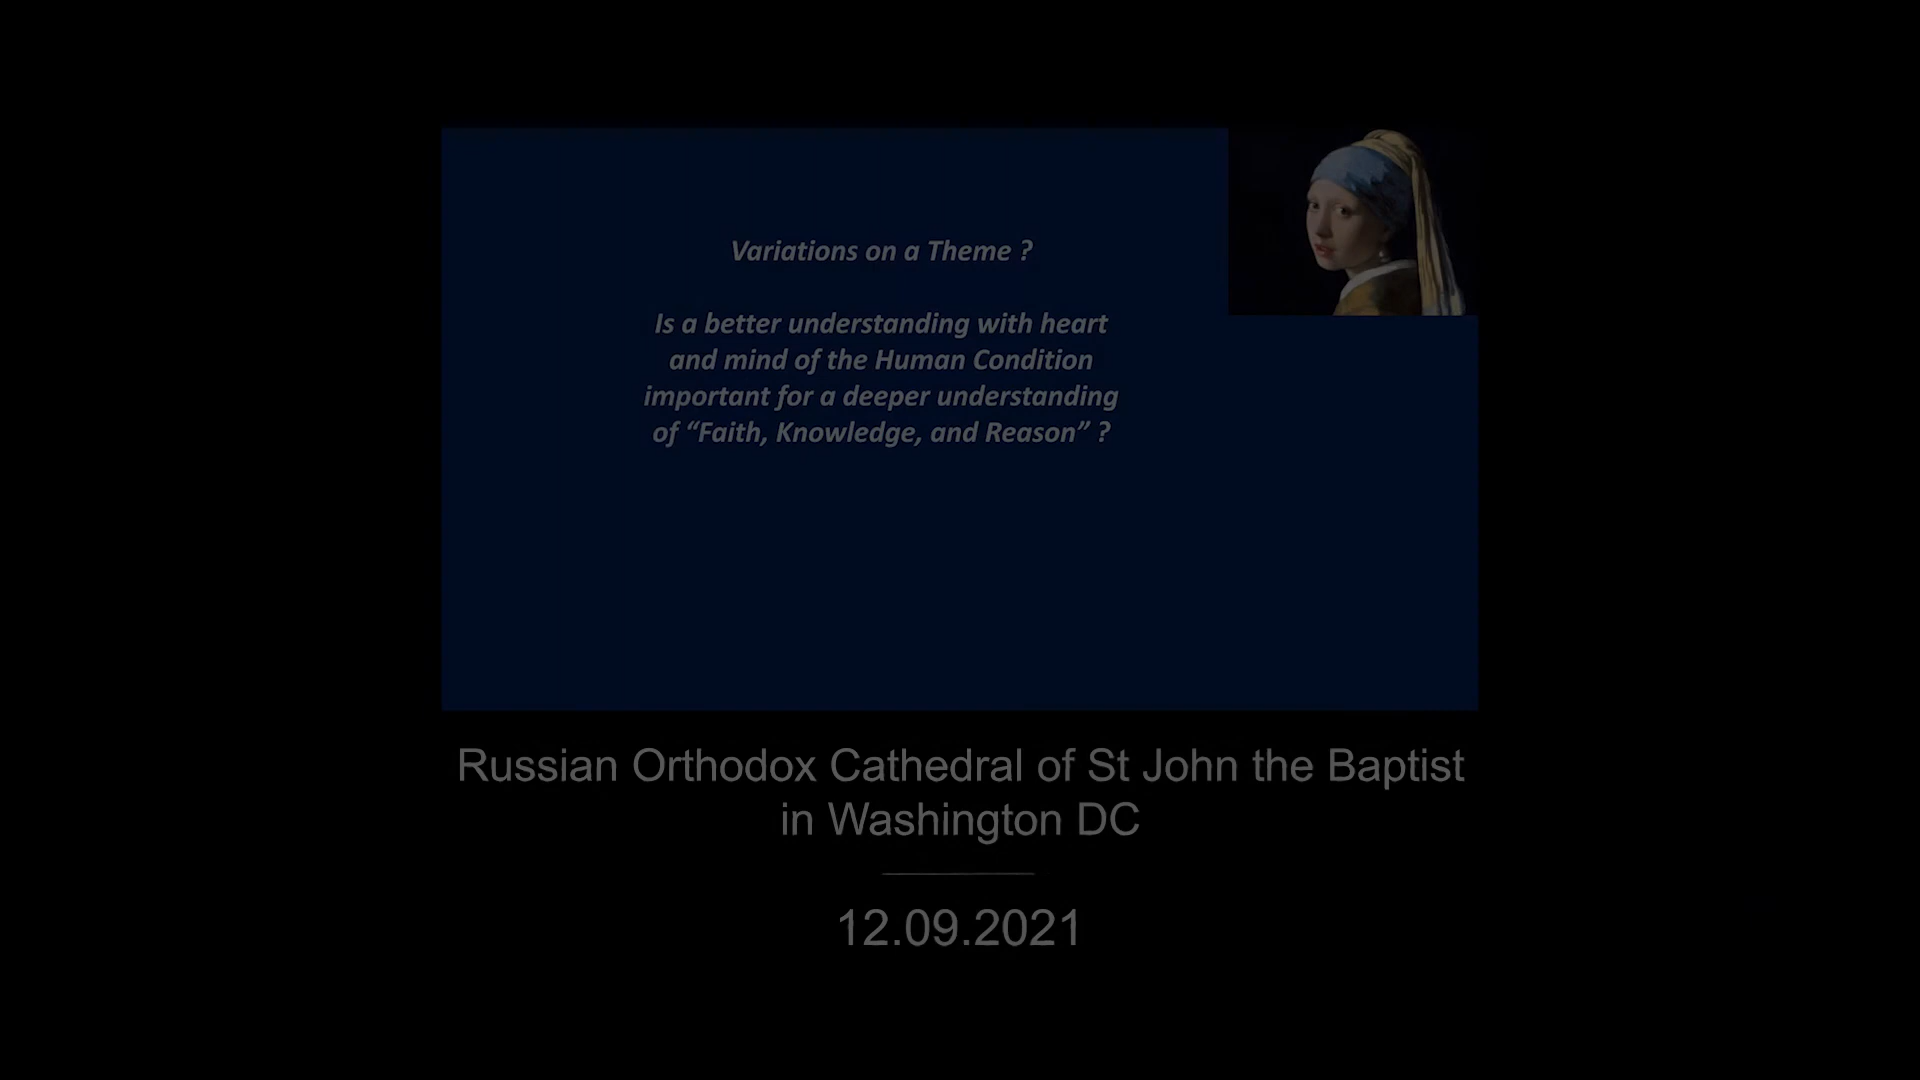 Variations on a Theme ?
Is a better understanding with heart
and mind of the Human Condition
important for a deeper understanding
of “Faith, Knowledge, and Reason” ?
Russian Orthodox Cathedral of St John the Baptist
in Washington DC
12.09.2021